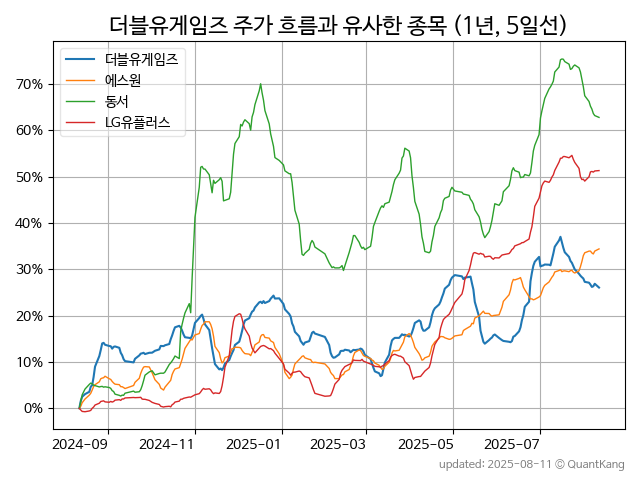 더블유게임즈 주가 흐름과 유사한 종목 (1년, 5일선)
더블유게임즈
에스원
동서
LG유플러스
70%
60%
50%
40%
30%
20%
10%
0%
2024-09 2024-11 2025-01 2025-03 2025-05 2025-07
updated: 2025-08-11 © QuantKang